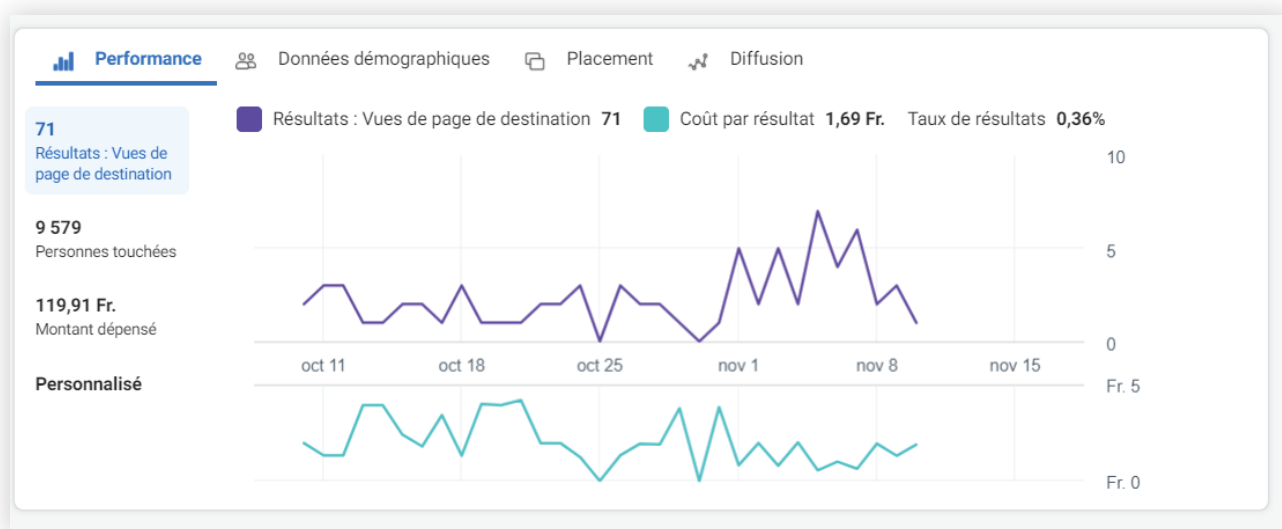 Performance Données démographiques Placement Diffusion
71
Résultats : Vues de
page de destination
9 579
Personnes touchées
119,91 Fr.
Montant dépensé
Personnalisé
Résultats : Vues de page de destination 71 Coût par résultat 1,69 Fr. Taux de résultats 0,36%
10
5
0
oct 11 oct 18 oct 25 nov 1 nov 8 nov 15
Fr. 5
Fr. 0